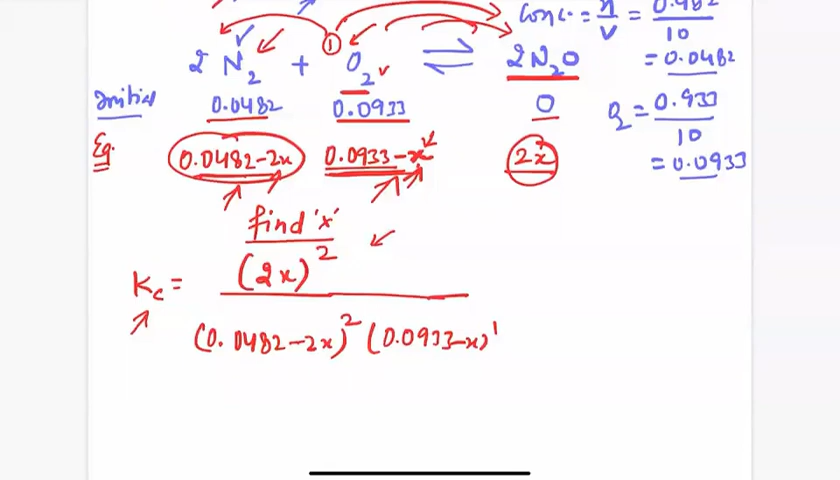 Conc. = n/V = 0.482/10
= 0.0482
①
2 N₂ + O₂ ⇌ 2N₂O
Initial 0.0482 0.0933 0
q = 0.933/10
= 0.0933
Eq. 0.0482-2x 0.0933-x 2x
find 'x'
Kc = (2x)²
(0.0482-2x)² (0.0933-x)¹